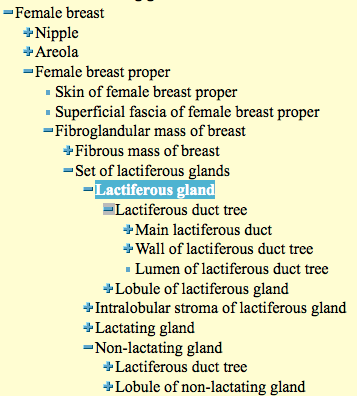 Female breast
Nipple
Areola
Female breast proper
Skin of female breast proper
Superficial fascia of female breast proper
Fibroglandular mass of breast
Fibrous mass of breast
Set of lactiferous glands
Lactiferous gland
Lactiferous duct tree
Main lactiferous duct
Wall of lactiferous duct tree
Lumen of lactiferous duct tree
Lobule of lactiferous gland
Intralobular stroma of lactiferous gland
Lactating gland
Non-lactating gland
Lactiferous duct tree
Lobule of non-lactating gland